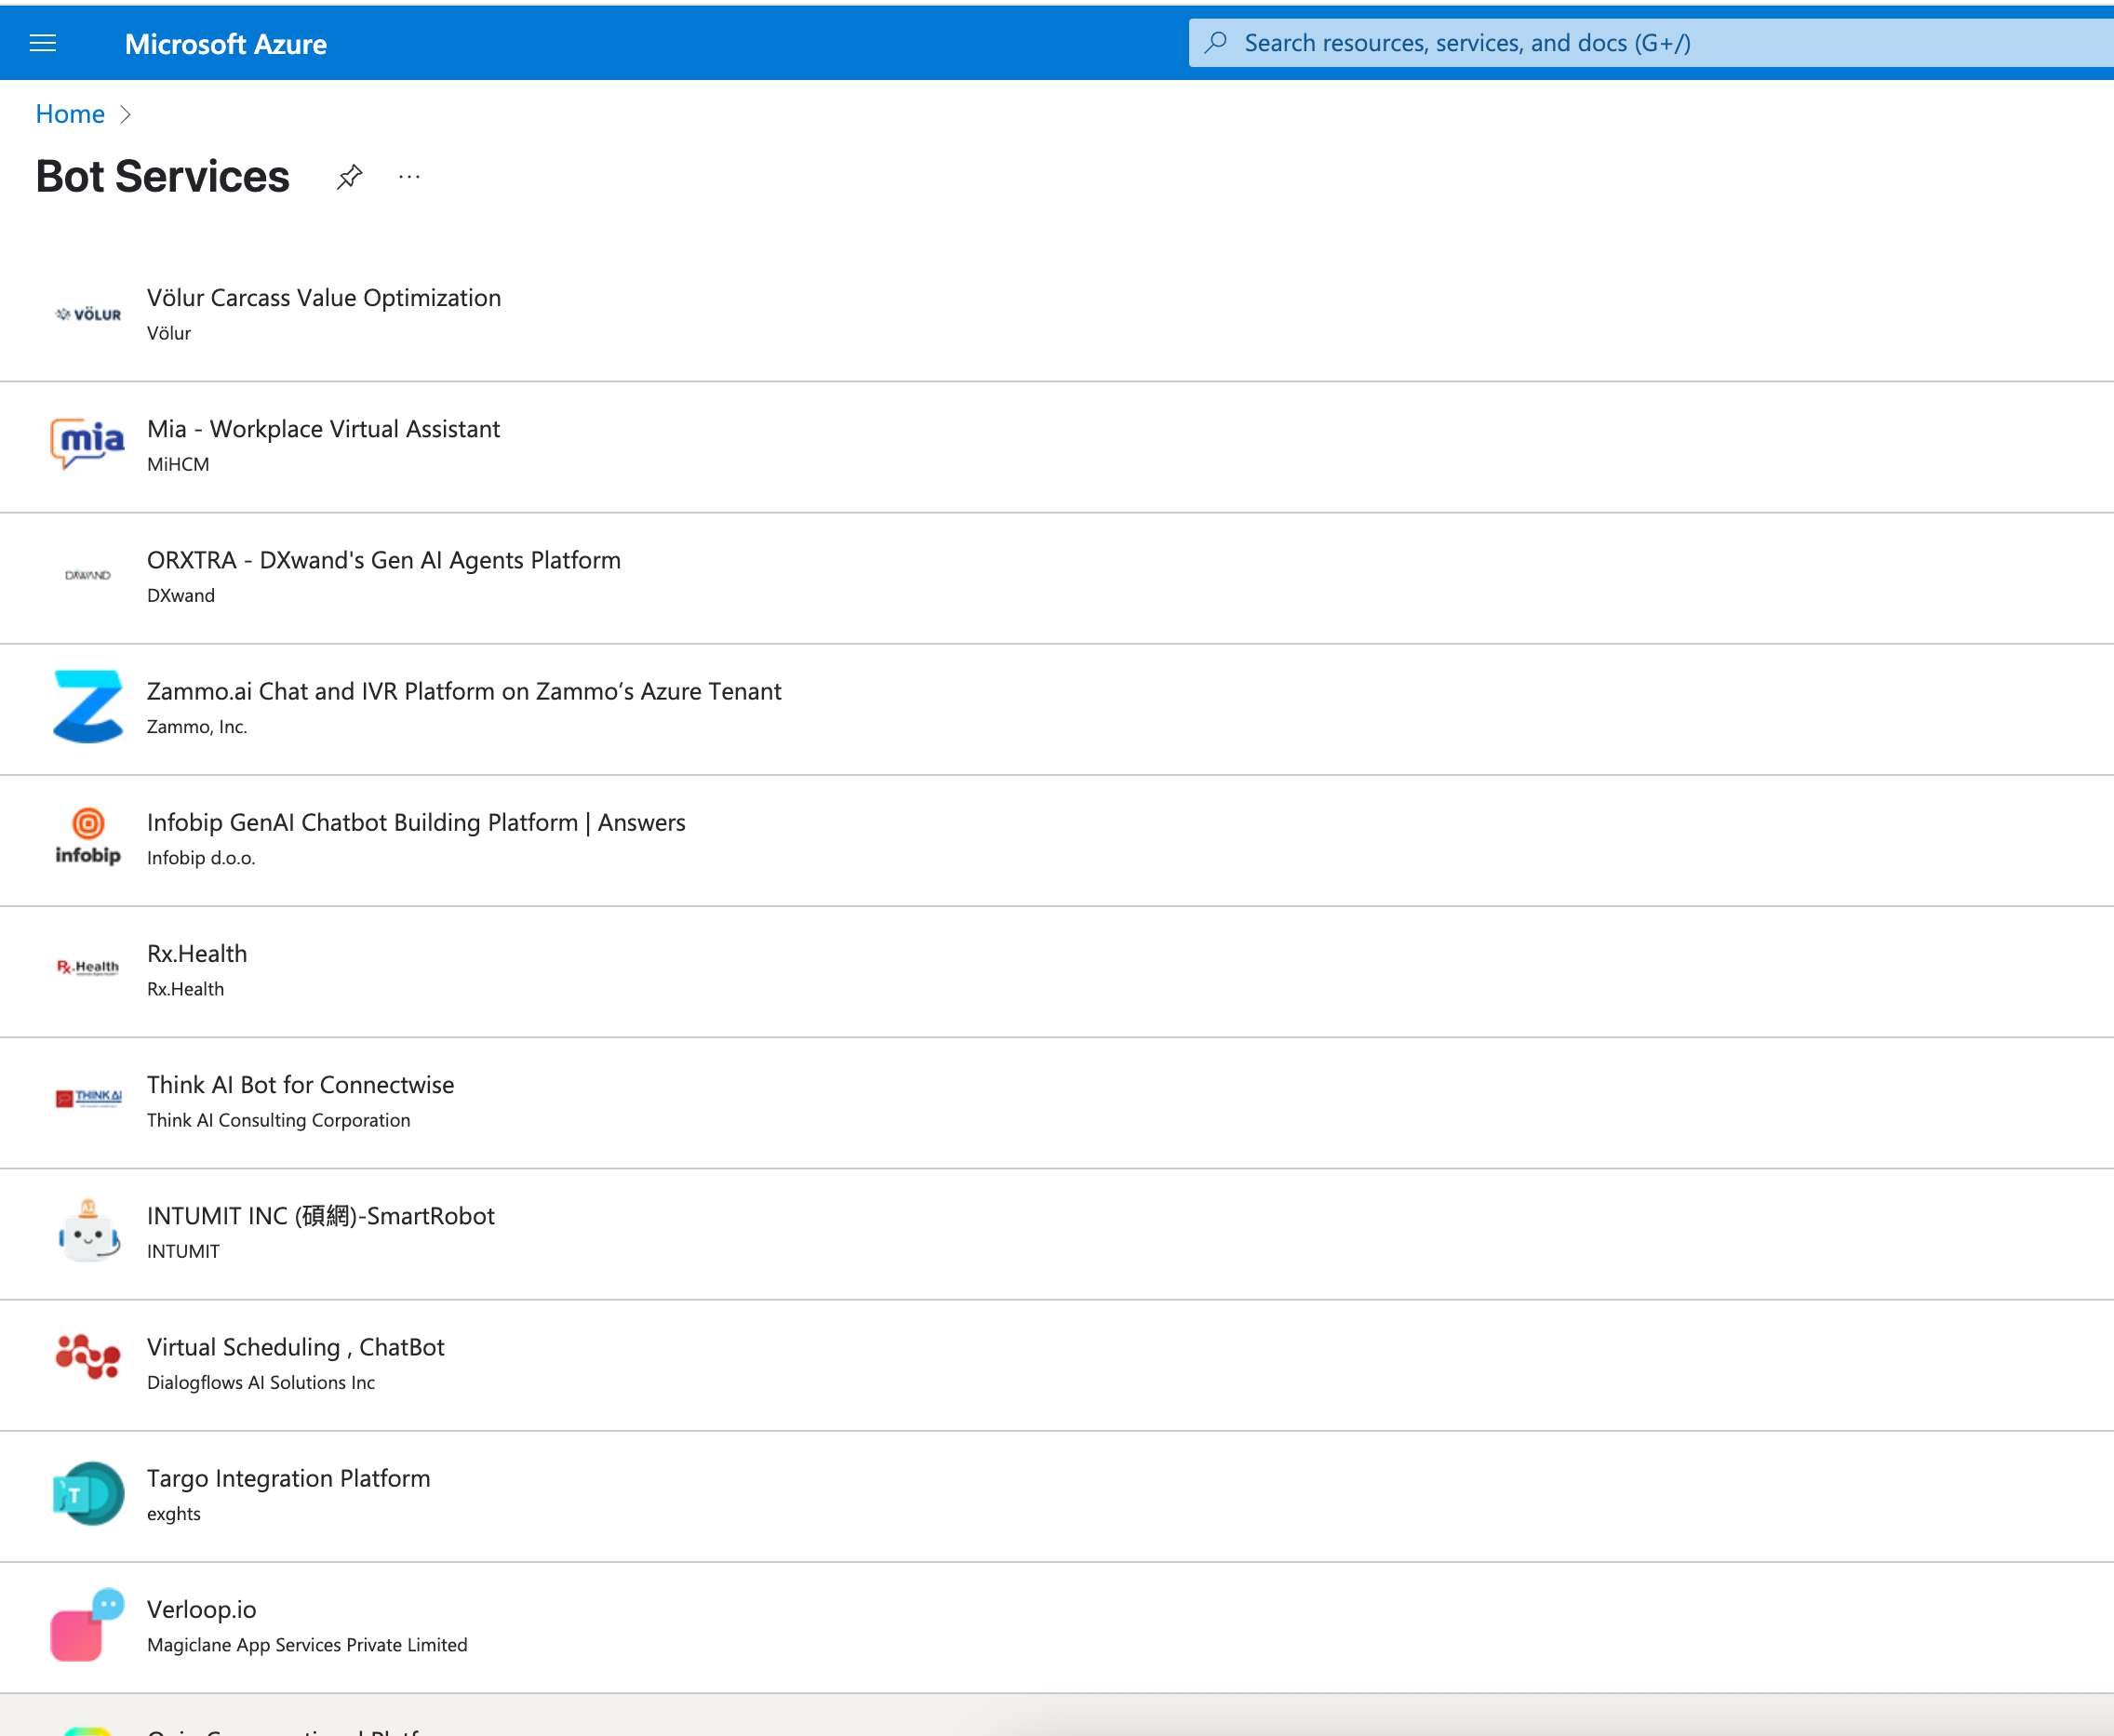 Microsoft Azure
Search resources, services, and docs (G+/)
Home
Bot Services
VÖLUR
Völur Carcass Value Optimization
Völur
mia
Mia - Workplace Virtual Assistant
MiHCM
DXWAND
ORXTRA - DXwand's Gen AI Agents Platform
DXwand
Zammo.ai Chat and IVR Platform on Zammo’s Azure Tenant
Zammo, Inc.
infobip
Infobip GenAI Chatbot Building Platform | Answers
Infobip d.o.o.
Rx.Health
Rx.Health
Rx.Health
THINK AI
Think AI Bot for Connectwise
Think AI Consulting Corporation
INTUMIT INC (碩網)-SmartRobot
INTUMIT
Virtual Scheduling , ChatBot
Dialogflows AI Solutions Inc
T
Targo Integration Platform
exghts
Verloop.io
Magiclane App Services Private Limited